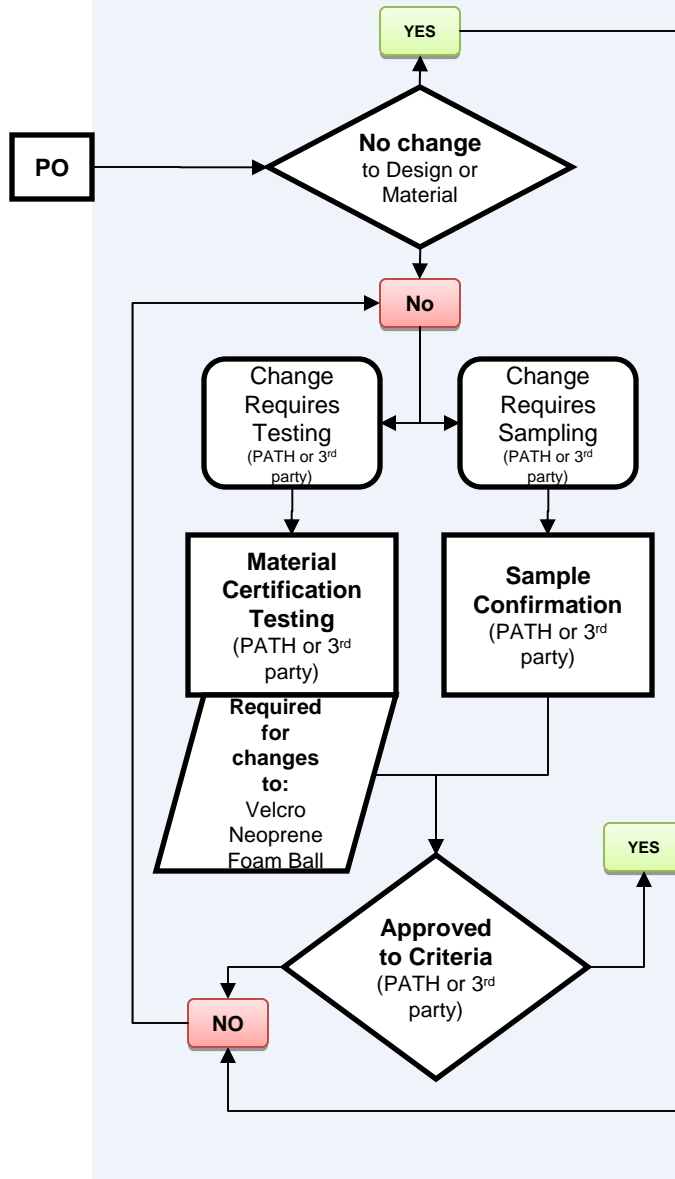 YES
No change
to Design or
Material
PO
No
Change
Requires
Testing
(PATH or 3rd
party)
Change
Requires
Sampling
(PATH or 3rd
party)
Material
Certification
Testing
(PATH or 3rd
party)
Sample
Confirmation
(PATH or 3rd
party)
Required
for
changes
to:
Velcro
Neoprene
Foam Ball
YES
Approved
to Criteria
(PATH or 3rd
party)
NO